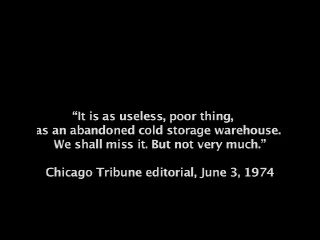 “It is as useless, poor thing,
as an abandoned cold storage warehouse.
We shall miss it. But not very much.”
Chicago Tribune editorial, June 3, 1974